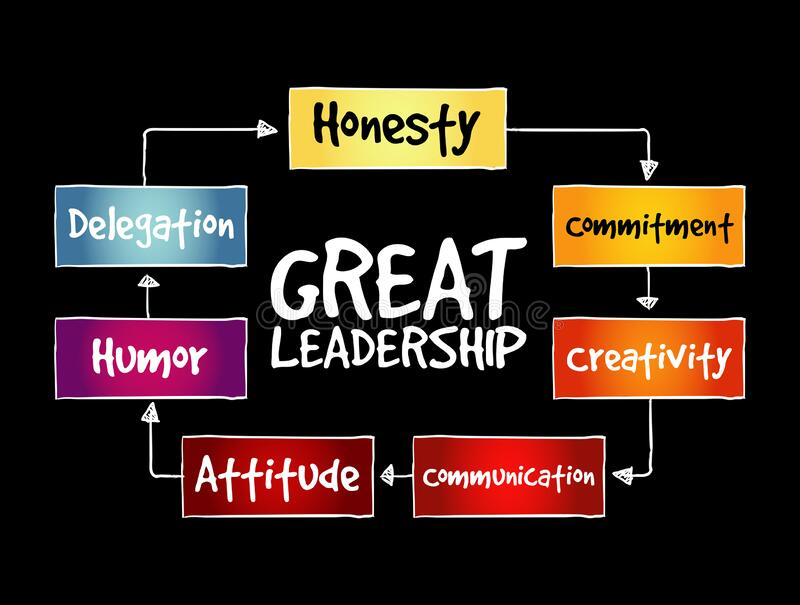 Honesty
Delegation
Commitment
GREAT
LEADERSHIP
Humor
Creativity
Attitude
Communication